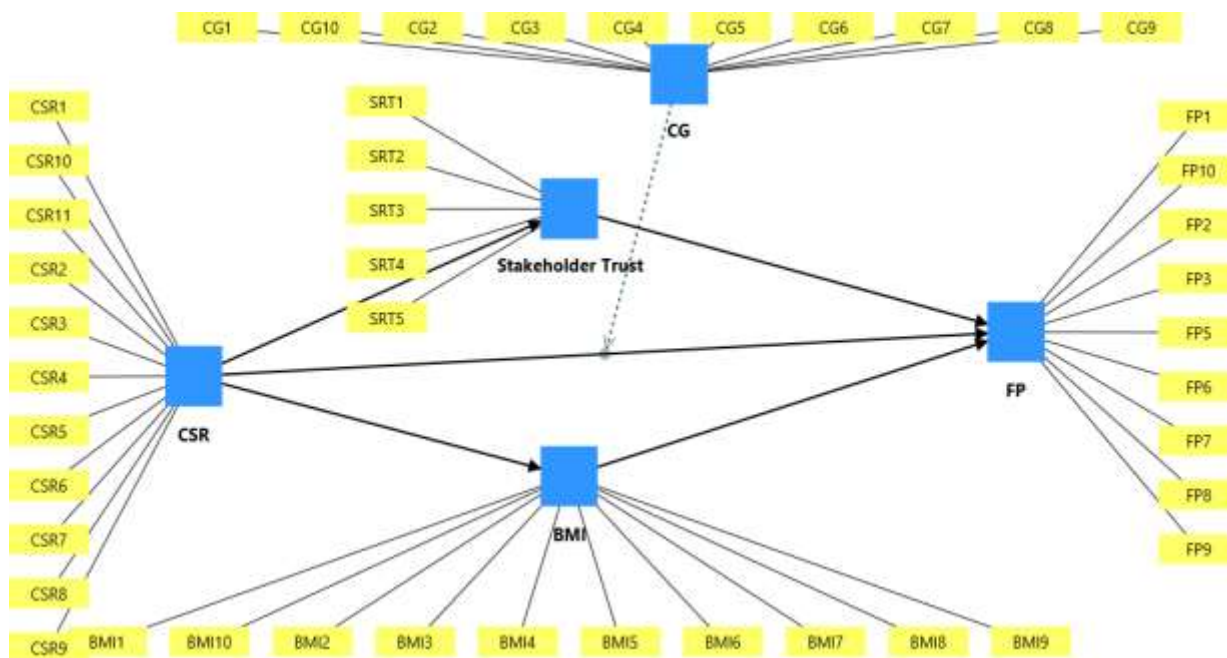 CG1 CG10 CG2 CG3 CG4 CG5 CG6 CG7 CG8 CG9
CG
CSR1
CSR10
CSR11
CSR2
CSR3
CSR4
CSR5
CSR6
CSR7
CSR8
CSR9
CSR
SRT1
SRT2
SRT3
SRT4
SRT5
Stakeholder Trust
FP1
FP10
FP2
FP3
FP5
FP6
FP7
FP8
FP9
FP
BMI
BMI1 BMI10 BMI2 BMI3 BMI4 BMI5 BMI6 BMI7 BMI8 BMI9